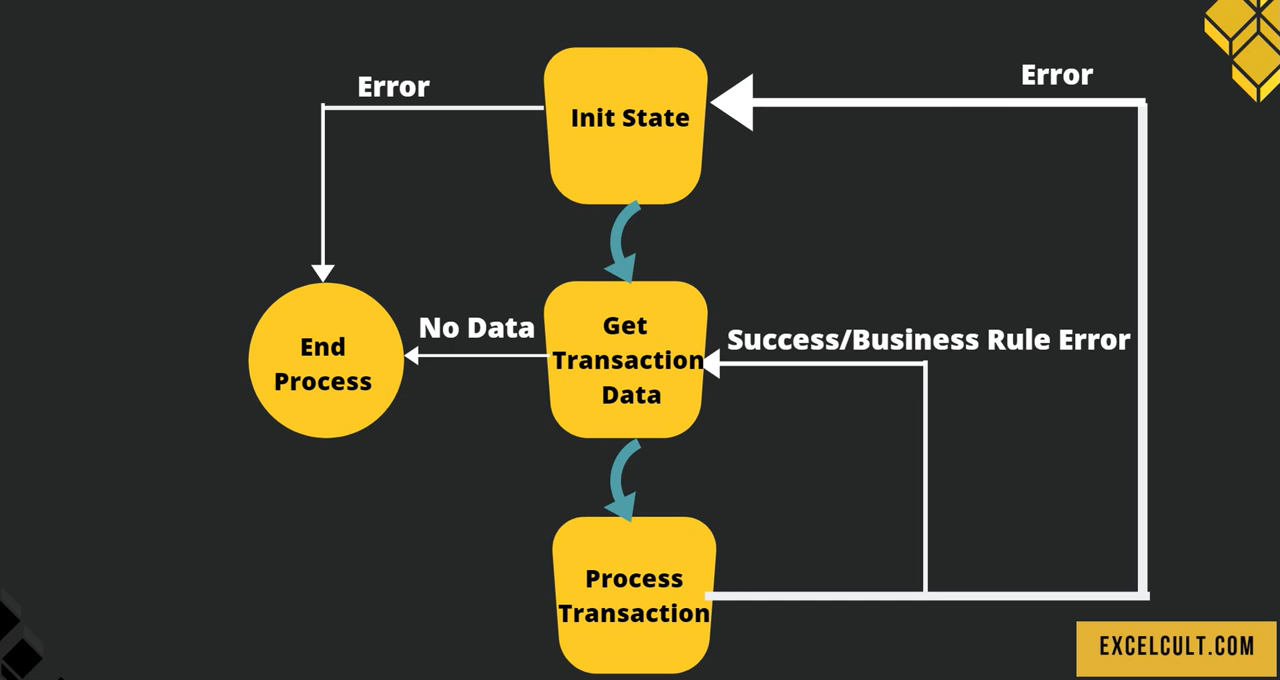 Error
Error
Init State
No Data
Get
Transaction
Data
Success/Business Rule Error
End
Process
Process
Transaction
EXCELCULT.COM